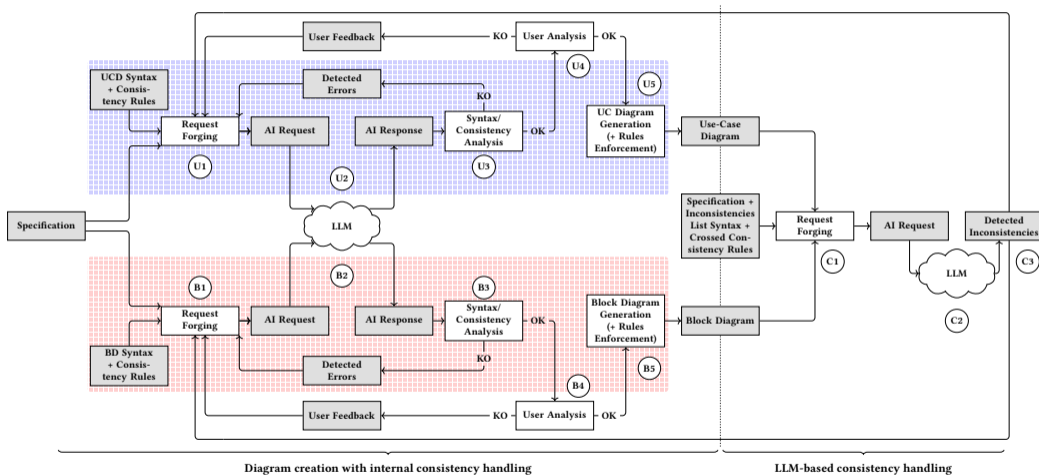 User Feedback
KO
User Analysis
OK
U4
UCD Syntax
+ Consis-
tency Rules
Detected
Errors
U5
KO
Request
Forging
AI Request
AI Response
Syntax/
Consistency
Analysis
OK
UC Diagram
Generation
(+ Rules
Enforcement)
Use-Case
Diagram
U1
U2
U3
Specification
LLM
Specification +
Inconsistencies
List Syntax +
Crossed Con-
sistency Rules
Request
Forging
AI Request
Detected
Inconsistencies
C1
LLM
C3
C2
B1
B2
B3
Request
Forging
AI Request
AI Response
Syntax/
Consistency
Analysis
OK
Block Diagram
Generation
(+ Rules
Enforcement)
Block Diagram
KO
BD Syntax
+ Consis-
tency Rules
Detected
Errors
B4
B5
User Feedback
KO
User Analysis
OK
Diagram creation with internal consistency handling
LLM-based consistency handling